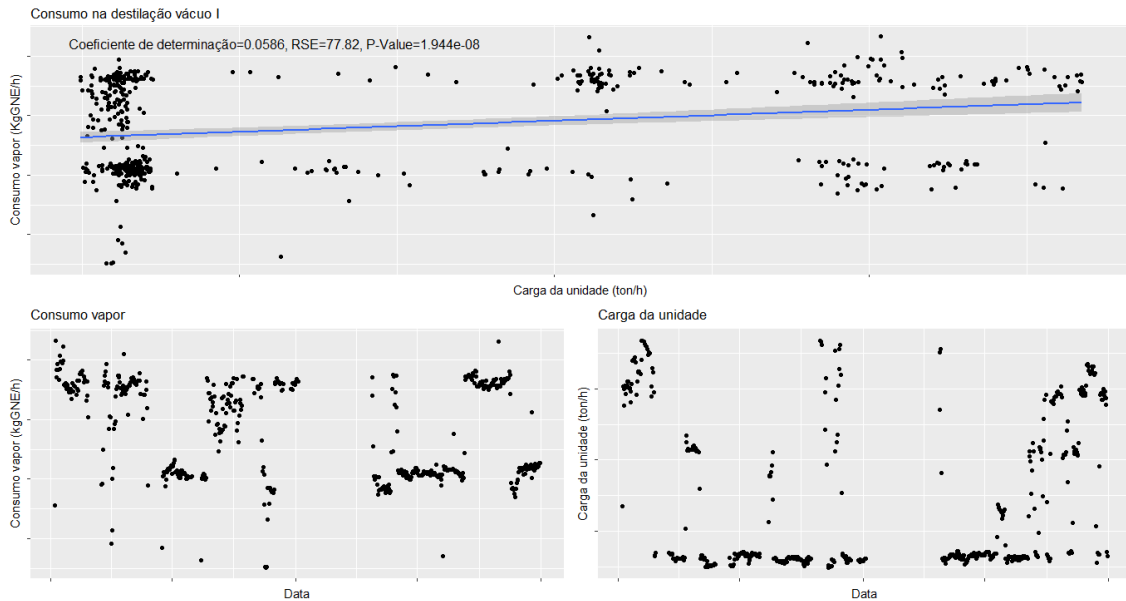 Consumo na destilação vácuo I
Coeficiente de determinação=0.0586, RSE=77.82, P-Value=1.944e-08
Consumo vapor (KgGNE/h)
Carga da unidade (ton/h)
Consumo vapor
Consumo vapor (kgGNE/h)
Data
Carga da unidade
Carga da unidade (ton/h)
Data